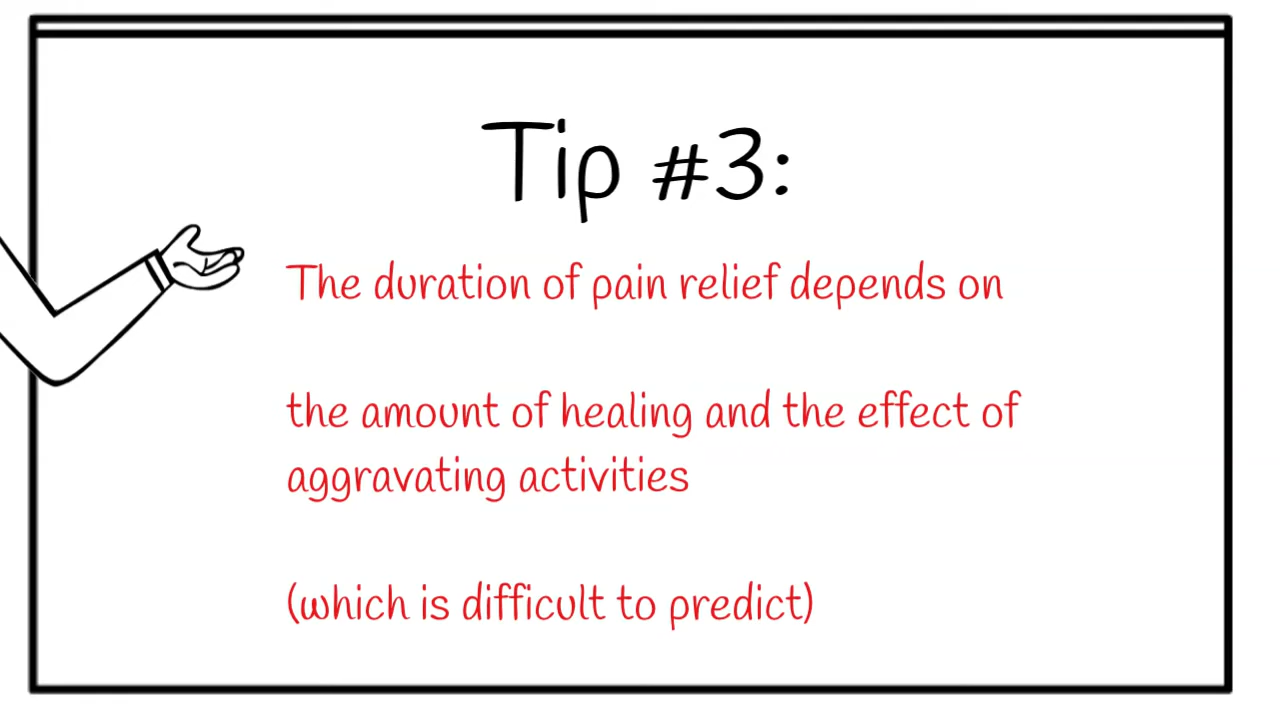 Tip #3:
The duration of pain relief depends on
the amount of healing and the effect of
aggravating activities
(which is difficult to predict)